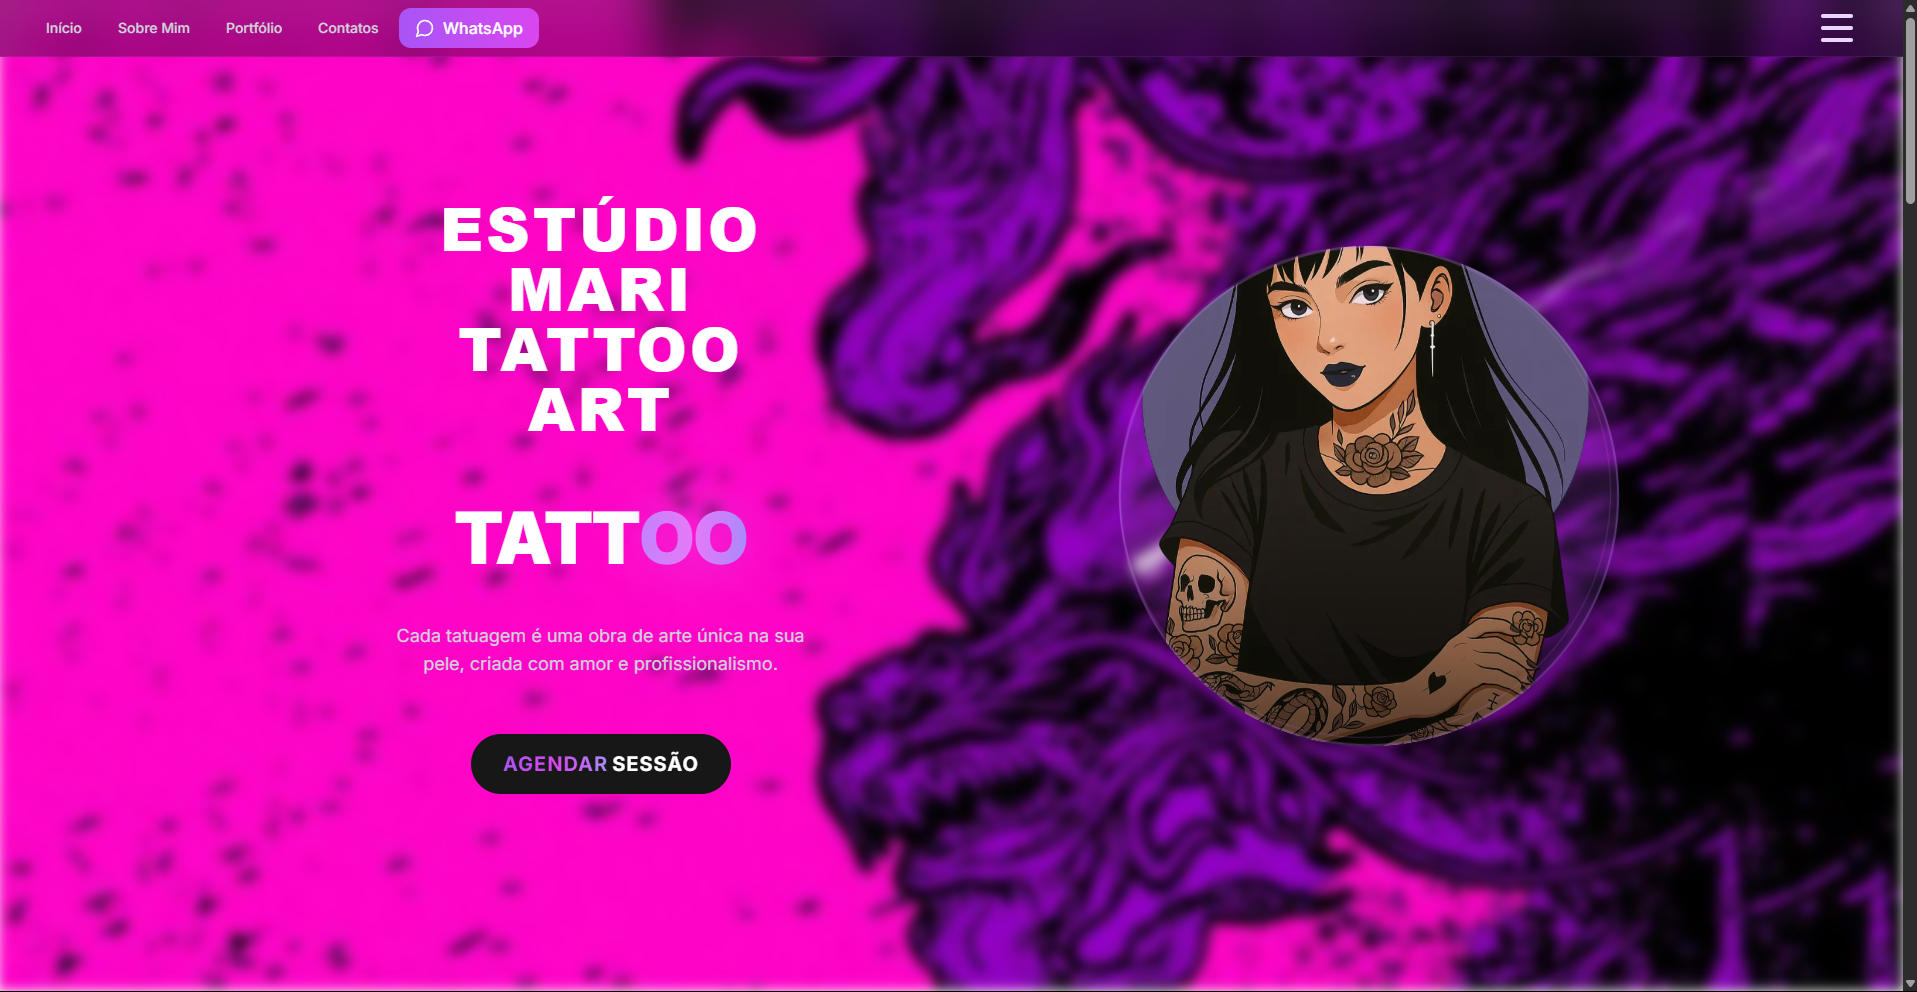 Início Sobre Mim Portfólio Contatos WhatsApp
ESTÚDIO
MARI
TATTOO
ART
TATTOO
Cada tatuagem é uma obra de arte única na sua
pele, criada com amor e profissionalismo.
AGENDAR SESSÃO